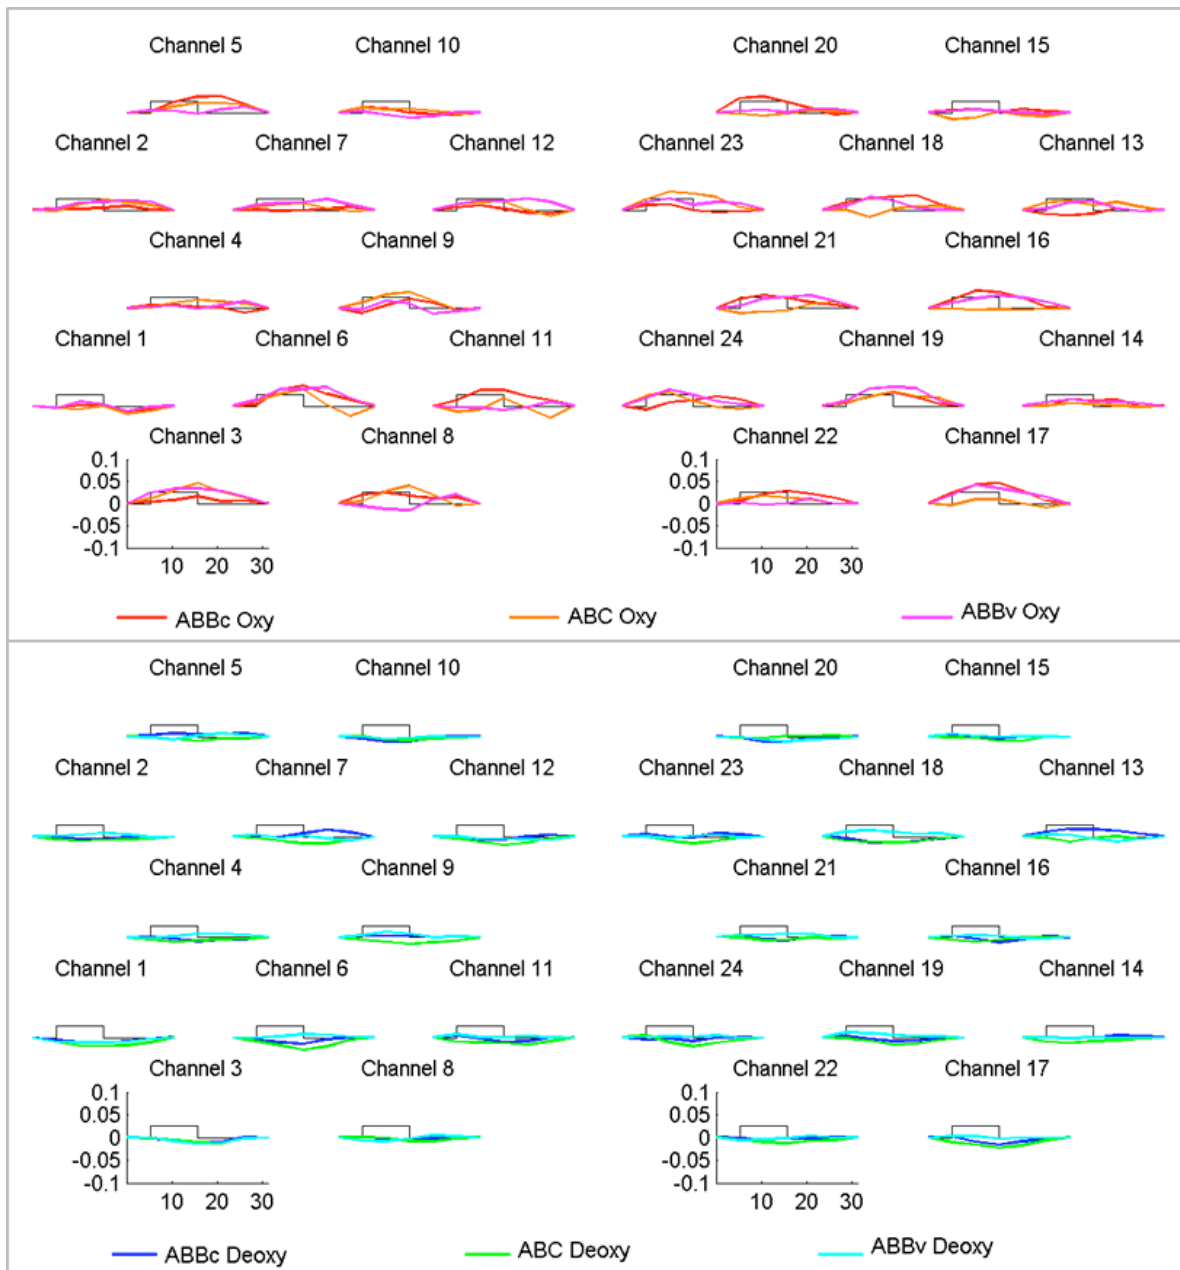 Channel 5 Channel 10 Channel 20 Channel 15
Channel 2 Channel 7 Channel 12 Channel 23 Channel 18 Channel 13
Channel 4 Channel 9 Channel 21 Channel 16
Channel 1 Channel 6 Channel 11 Channel 24 Channel 19 Channel 14
Channel 3 Channel 8 Channel 22 Channel 17
0.1 0.1
0.05 0.05
0 0
-0.05 -0.05
-0.1 -0.1
10 20 30 10 20 30
ABBc Oxy ABC Oxy ABBv Oxy
Channel 5 Channel 10 Channel 20 Channel 15
Channel 2 Channel 7 Channel 12 Channel 23 Channel 18 Channel 13
Channel 4 Channel 9 Channel 21 Channel 16
Channel 1 Channel 6 Channel 11 Channel 24 Channel 19 Channel 14
Channel 3 Channel 8 Channel 22 Channel 17
0.1 0.1
0.05 0.05
0 0
-0.05 -0.05
-0.1 -0.1
10 20 30 10 20 30
ABBc Deoxy ABC Deoxy ABBv Deoxy